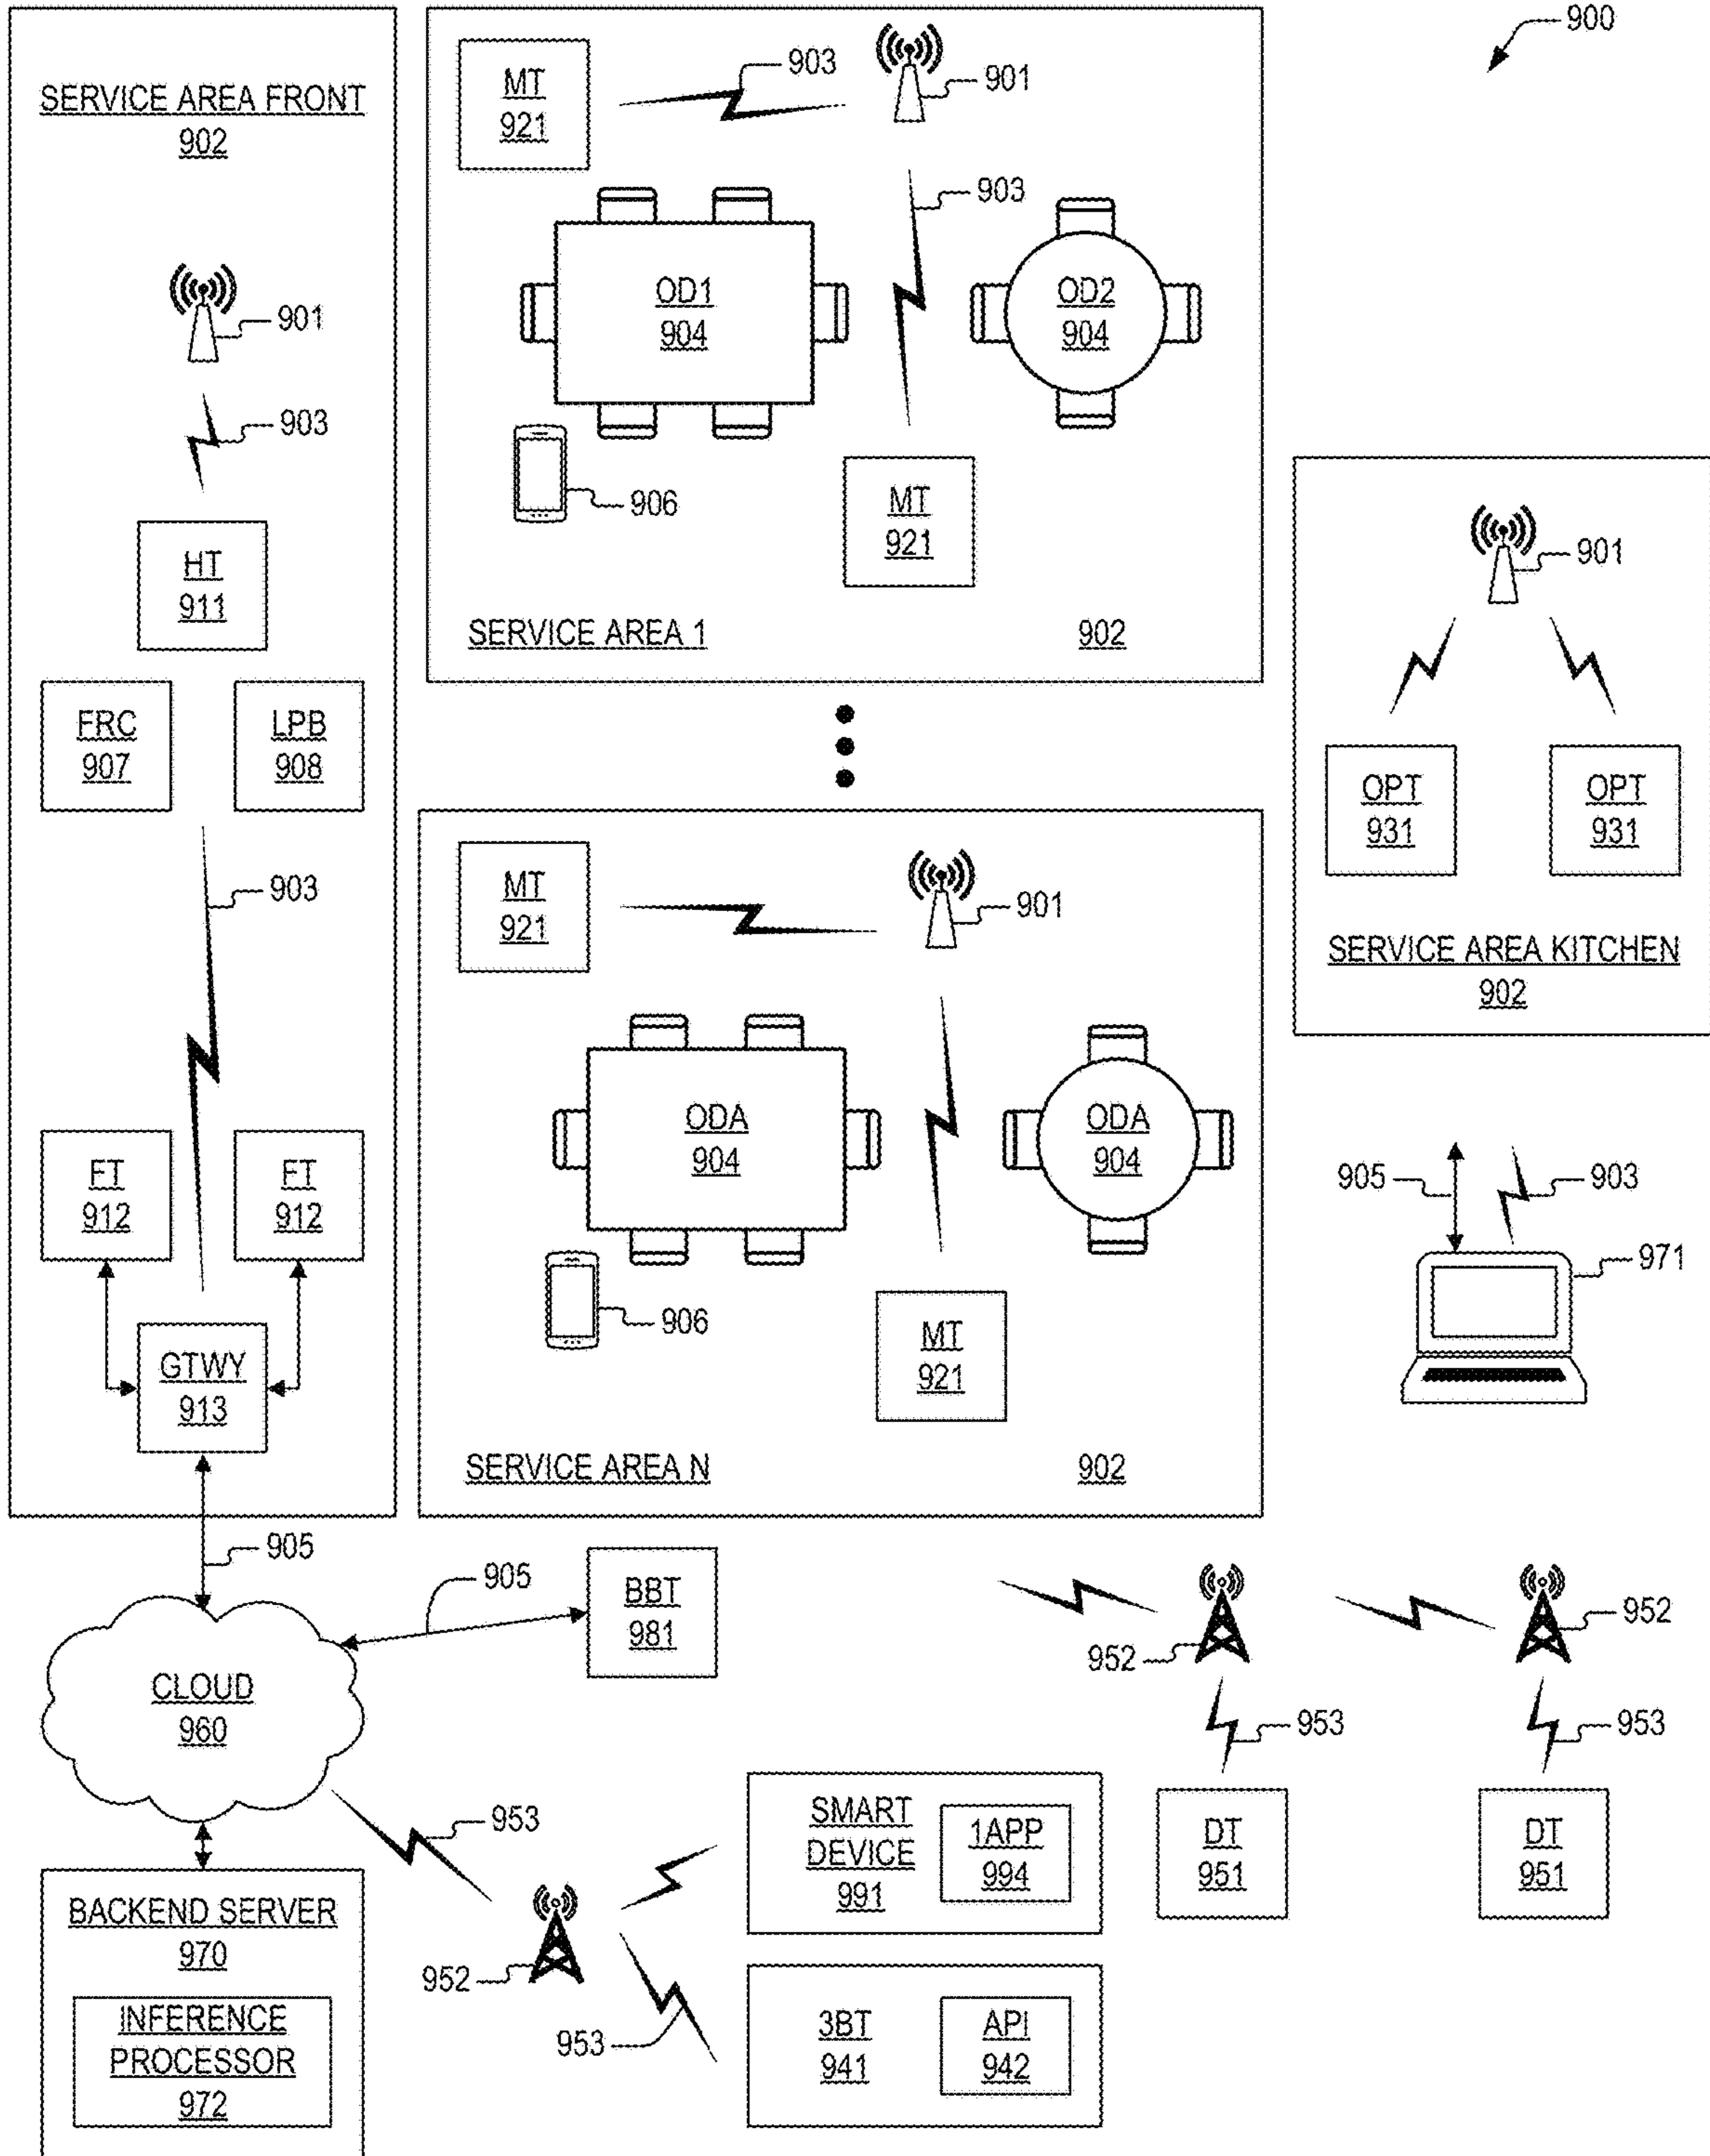 900
SERVICE AREA FRONT
902
901
903
HT
911
FRC
907
LPB
908
903
FT
912
FT
912
GTWY
913
905
MT
921
903
901
903
OD1
904
OD2
904
906
MT
921
SERVICE AREA 1
902
MT
921
901
ODA
904
ODA
904
906
MT
921
SERVICE AREA N
902
901
OPT
931
OPT
931
SERVICE AREA KITCHEN
902
905
903
971
CLOUD
960
905
BBT
981
952
952
953
953
DT
951
DT
951
953
952
953
SMART
DEVICE
991
1APP
994
3BT
941
API
942
BACKEND SERVER
970
INFERENCE
PROCESSOR
972